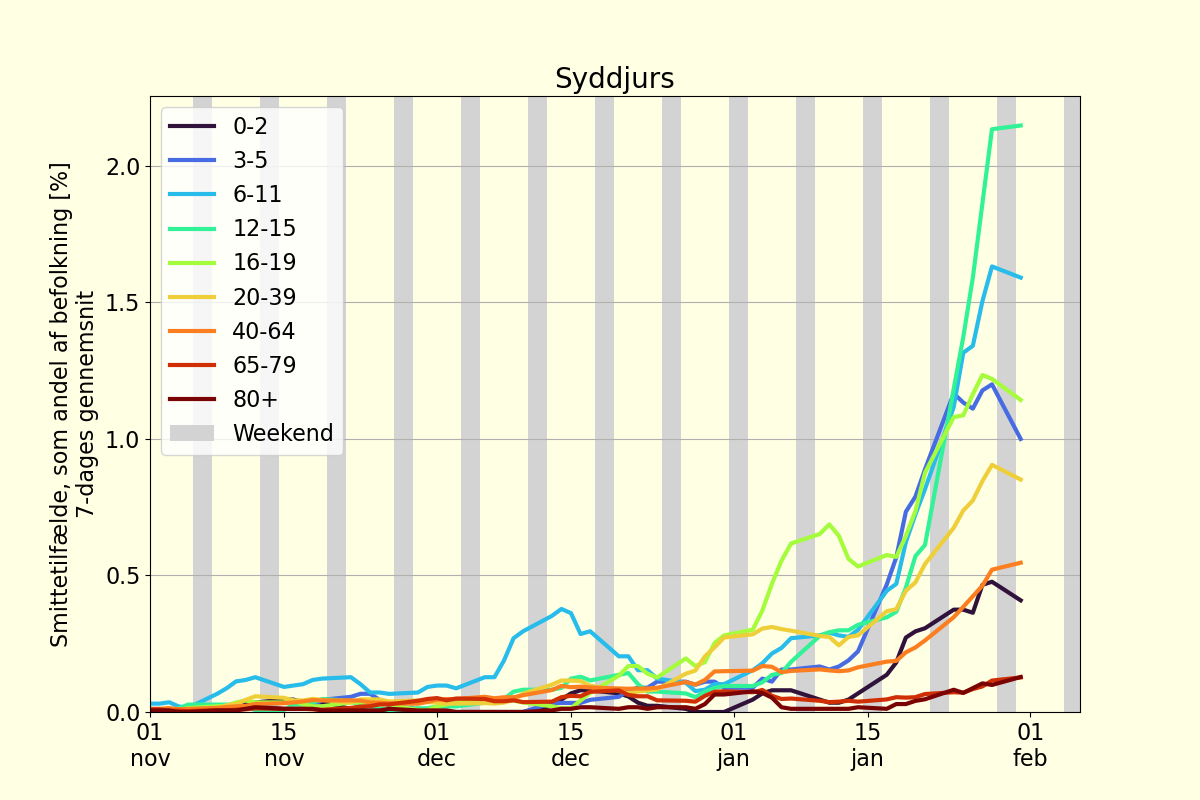 Syddjurs
Smittetilfælde, som andel af befolkning [%]
7-dages gennemsnit
2.0
1.5
1.0
0.5
0.0
0-2
3-5
6-11
12-15
16-19
20-39
40-64
65-79
80+
Weekend
01 15 01 15 01 15 01
nov nov dec dec jan jan feb